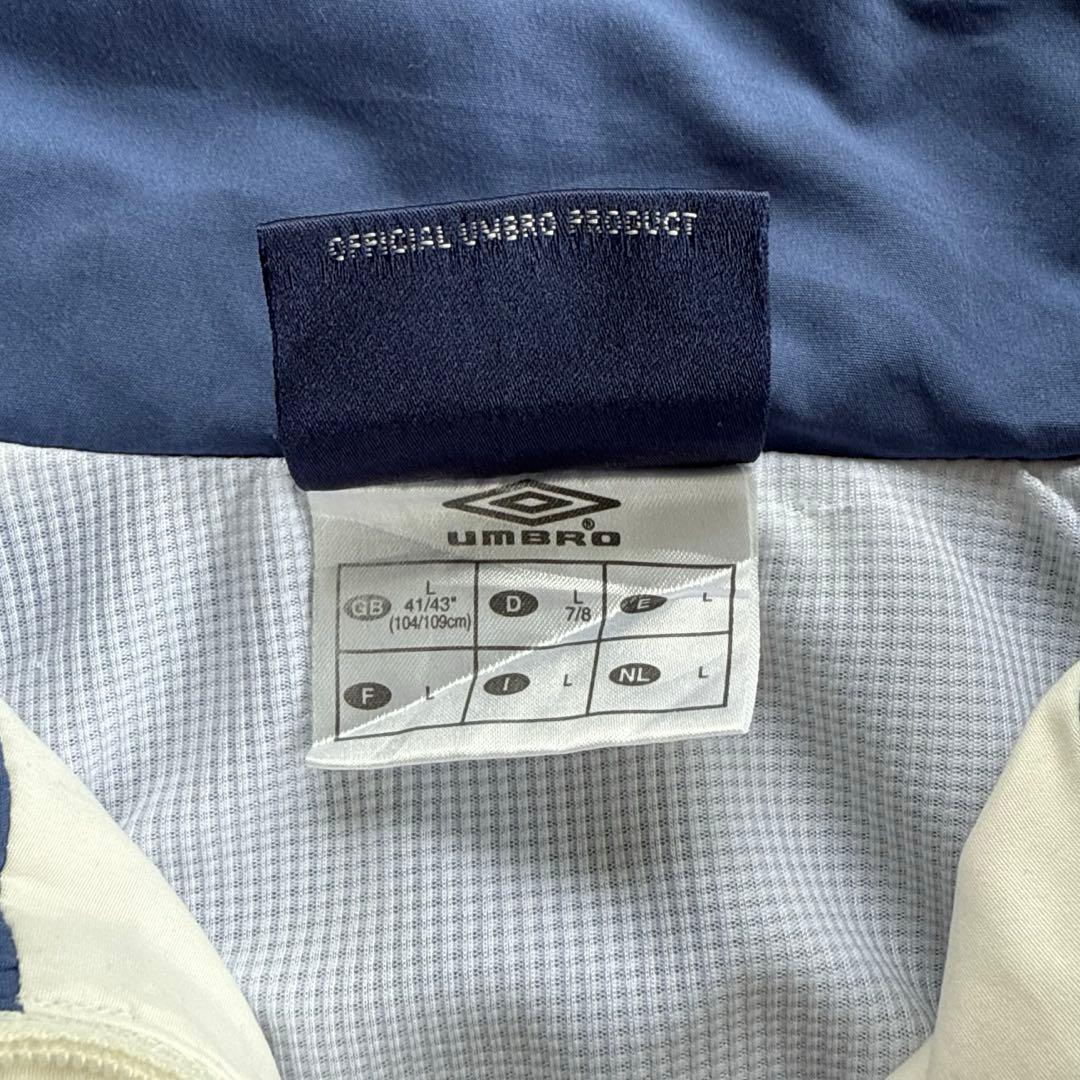 OFFICIAL UMBRO PRODUCT
UMBRO®
GB L 41/43" (104/109cm)
D L 7/8
E L
F L
I L
NL L